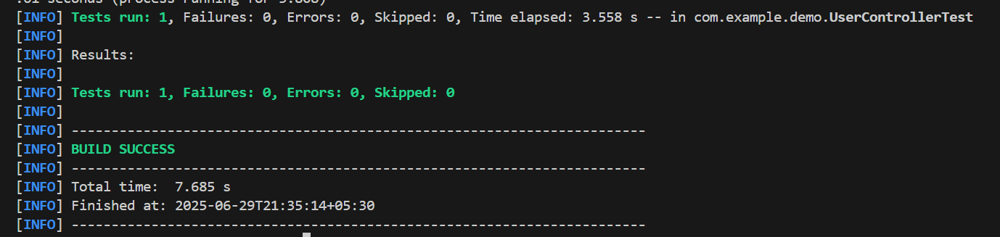 .61 seconds (process running for 5.868)
[INFO] Tests run: 1, Failures: 0, Errors: 0, Skipped: 0, Time elapsed: 3.558 s -- in com.example.demo.UserControllerTest
[INFO]
[INFO] Results:
[INFO]
[INFO] Tests run: 1, Failures: 0, Errors: 0, Skipped: 0
[INFO]
[INFO] ------------------------------------------------------------------------
[INFO] BUILD SUCCESS
[INFO] ------------------------------------------------------------------------
[INFO] Total time:  7.685 s
[INFO] Finished at: 2025-06-29T21:35:14+05:30
[INFO] ------------------------------------------------------------------------